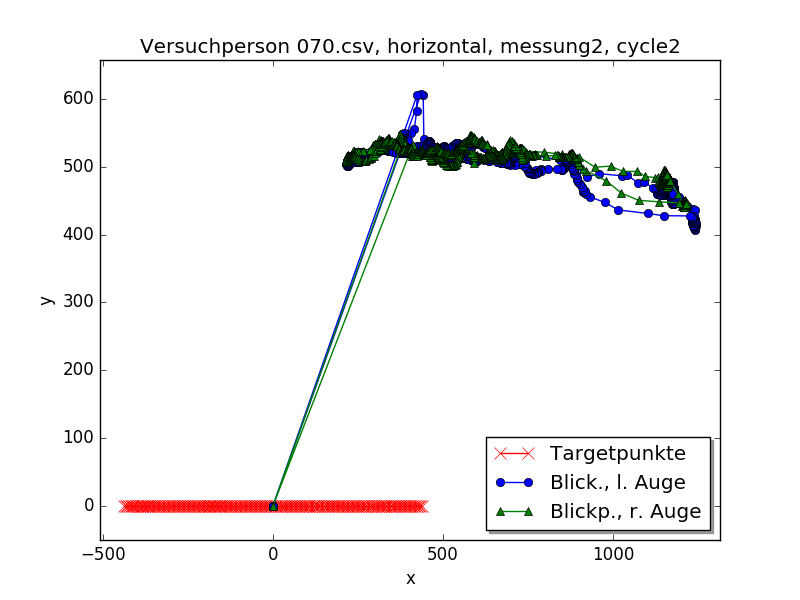 Versuchperson 070.csv, horizontal, messung2, cycle2
600
500
400
300
200
100
0
y
−500
0
500
1000
x
Targetpunkte
Blick., l. Auge
Blickp., r. Auge